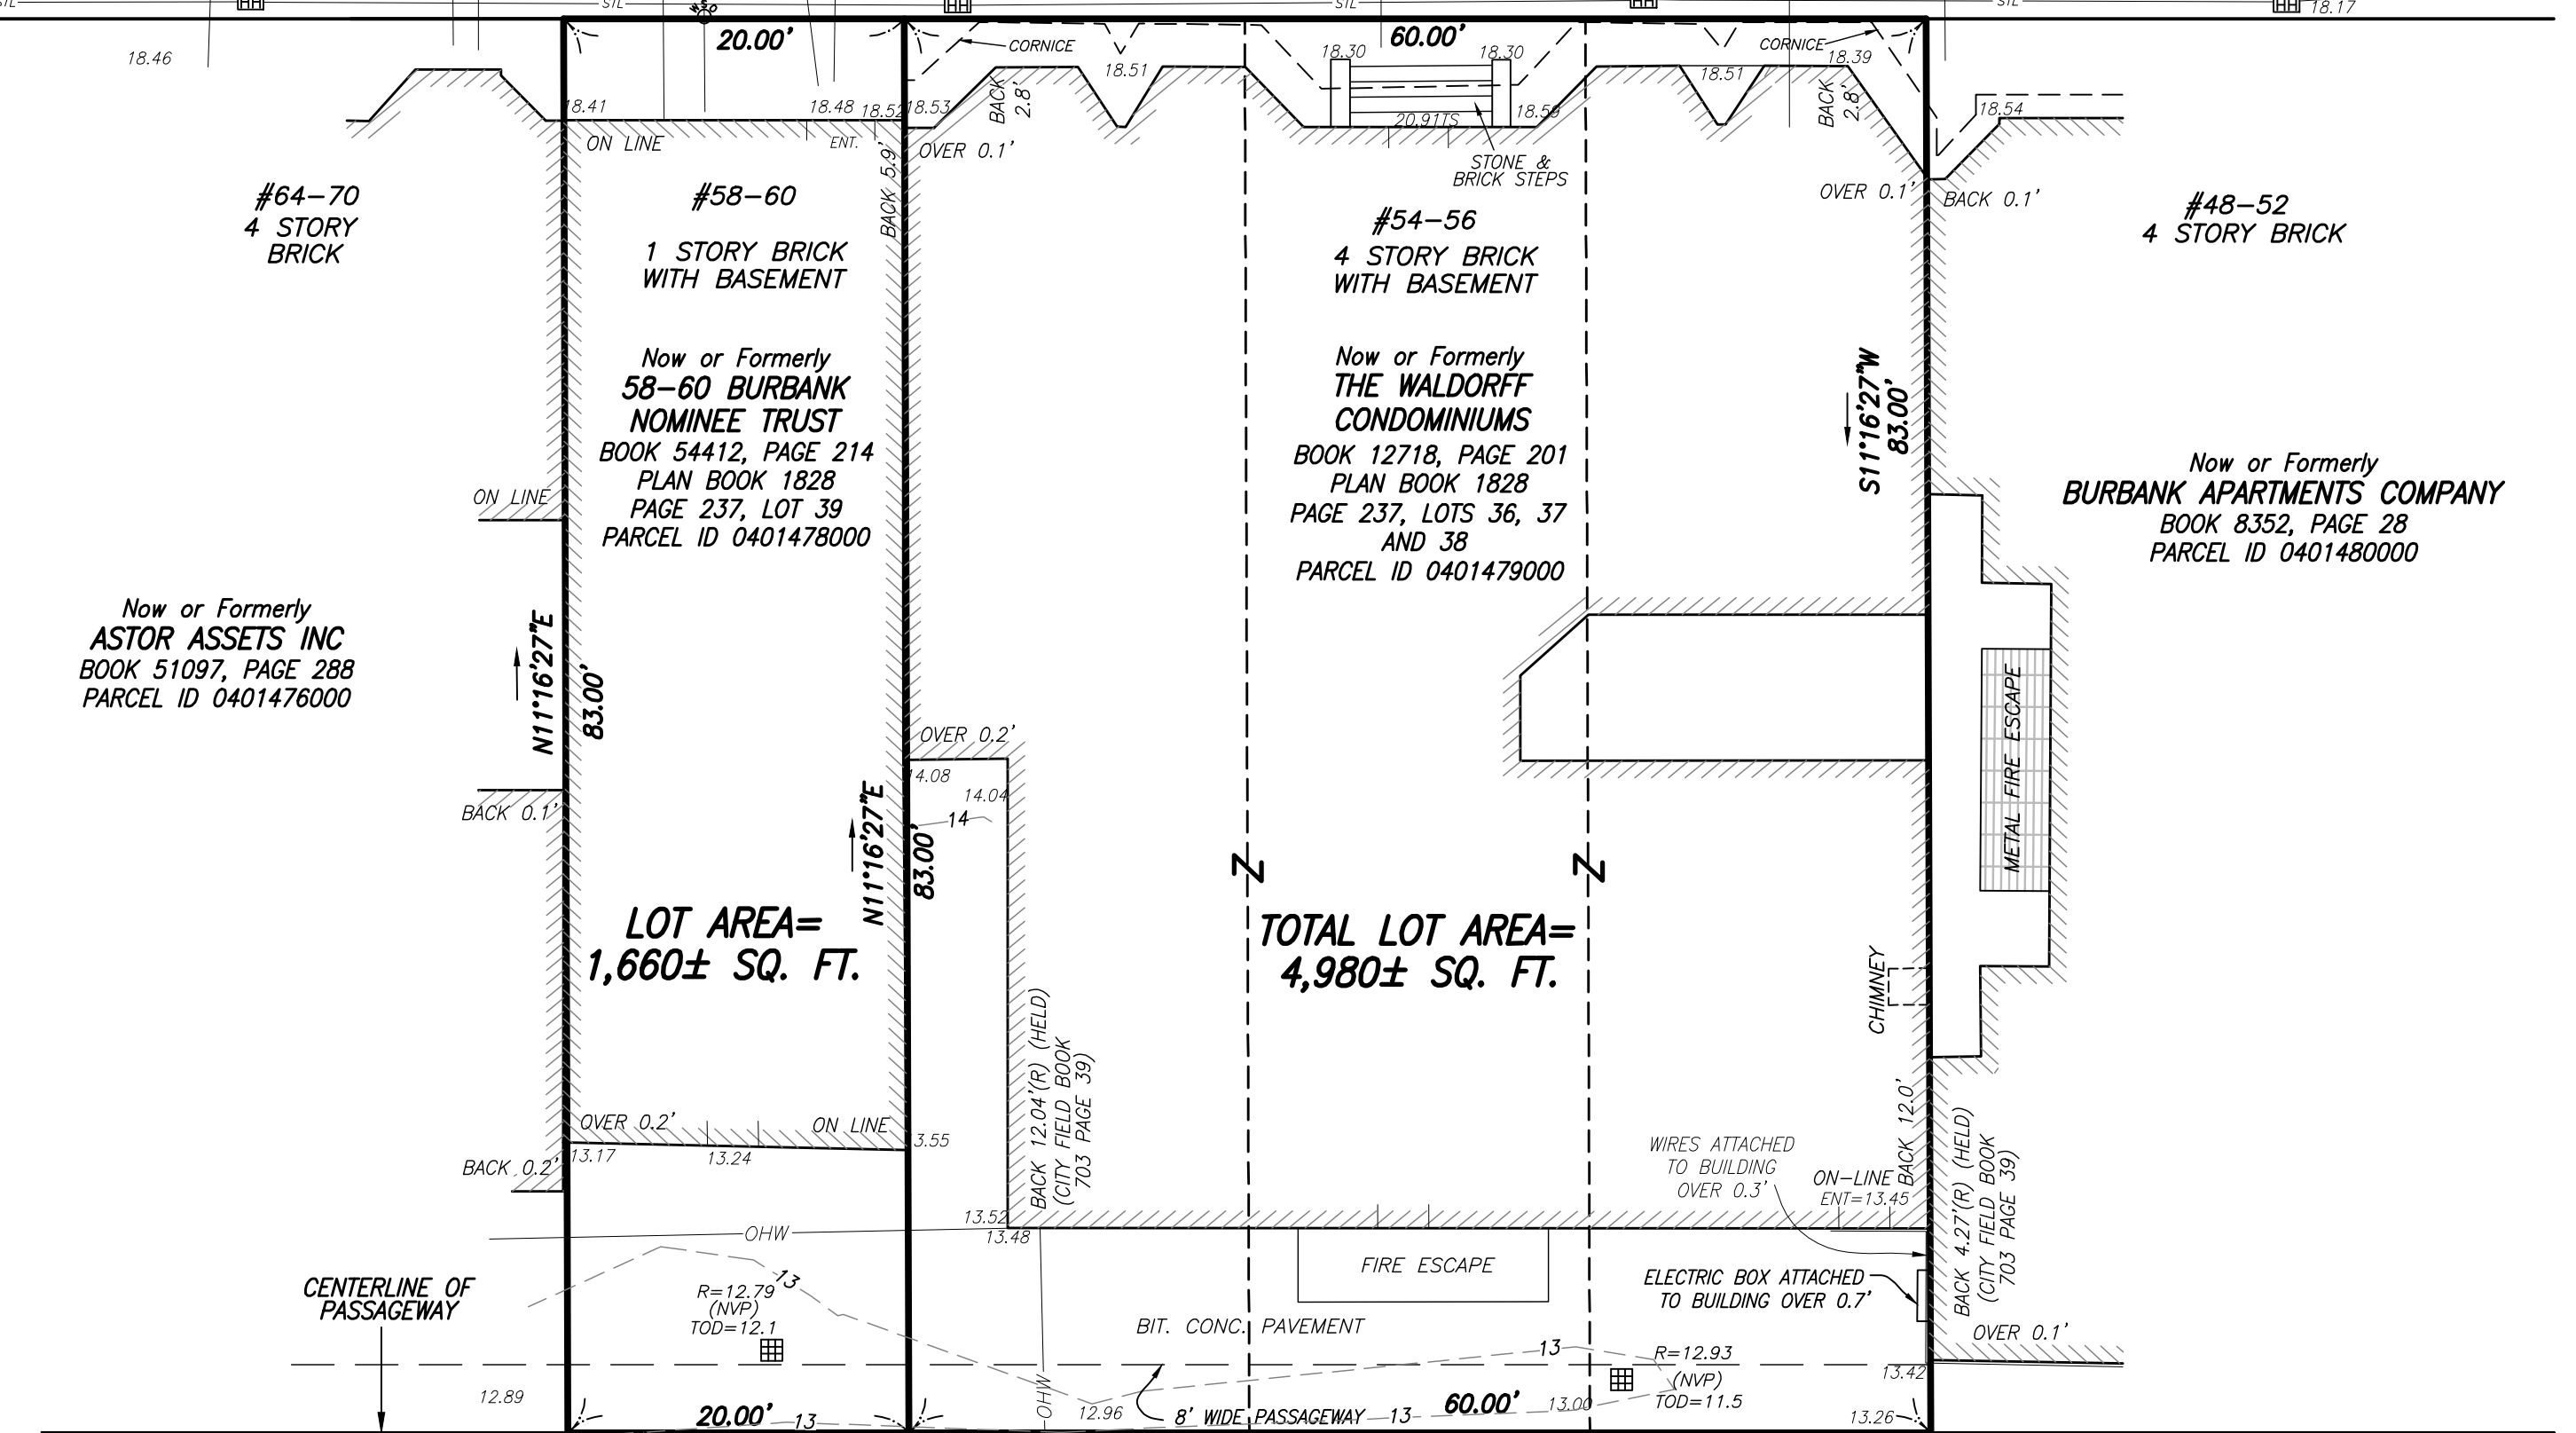 STL
STL
STL
STL
18.17
WSO
20.00'
60.00'
CORNICE
CORNICE
18.46
18.30
18.30
18.51
18.51
18.39
18.41
18.48
18.52
18.53
BACK
2.8'
BACK
2.8'
18.59
18.54
20.91TS
ON LINE
ENT.
BACK 5.9'
OVER 0.1'
STONE &
BRICK STEPS
OVER 0.1'
BACK 0.1'
#64-70
4 STORY
BRICK
#58-60
1 STORY BRICK
WITH BASEMENT
#54-56
4 STORY BRICK
WITH BASEMENT
#48-52
4 STORY BRICK
Now or Formerly
58-60 BURBANK
NOMINEE TRUST
BOOK 54412, PAGE 214
PLAN BOOK 1828
PAGE 237, LOT 39
PARCEL ID 0401478000
Now or Formerly
THE WALDORFF
CONDOMINIUMS
BOOK 12718, PAGE 201
PLAN BOOK 1828
PAGE 237, LOTS 36, 37
AND 38
PARCEL ID 0401479000
S11°16'27"W
83.00'
Now or Formerly
BURBANK APARTMENTS COMPANY
BOOK 8352, PAGE 28
PARCEL ID 0401480000
ON LINE
Now or Formerly
ASTOR ASSETS INC
BOOK 51097, PAGE 288
PARCEL ID 0401476000
N11°16'27"E
83.00'
BACK 0.1'
OVER 0.2'
14.08
14.04
14
N11°16'27"E
83.00'
METAL FIRE ESCAPE
Z
Z
LOT AREA=
1,660± SQ. FT.
TOTAL LOT AREA=
4,980± SQ. FT.
CHIMNEY
BACK 12.04'(R) (HELD)
(CITY FIELD BOOK
703 PAGE 39)
OVER 0.2'
ON LINE
3.55
13.17
13.24
BACK 0.2'
WIRES ATTACHED
TO BUILDING
OVER 0.3'
ON-LINE
ENT=13.45
BACK 12.0'
BACK 4.27'(R) (HELD)
(CITY FIELD BOOK
703 PAGE 39)
13.52
13.48
OHW
FIRE ESCAPE
ELECTRIC BOX ATTACHED
TO BUILDING OVER 0.7'
CENTERLINE OF
PASSAGEWAY
13
R=12.79
(NVP)
TOD=12.1
BIT. CONC. PAVEMENT
13
R=12.93
(NVP)
TOD=11.5
OVER 0.1'
13.42
12.89
20.00'
13
OHW
12.96
8' WIDE PASSAGEWAY
13
60.00'
13.00
13.26